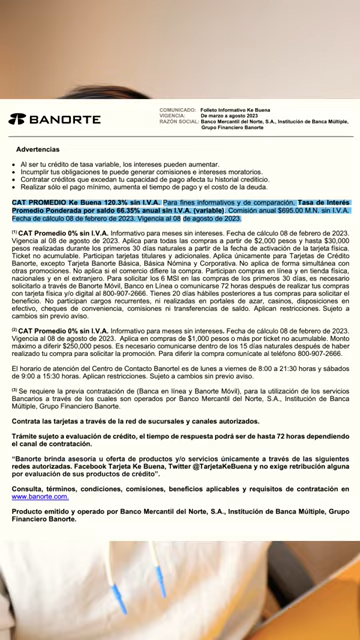 BANORTE
COMUNICADO: Folleto Informativo Ke Buena
VIGENCIA: De marzo a agosto 2023
RAZÓN SOCIAL: Banco Mercantil del Norte, S.A., Institución de Banca Múltiple,
Grupo Financiero Banorte
Advertencias
• Al ser tu crédito de tasa variable, los intereses pueden aumentar.
• Incumplir tus obligaciones te puede generar comisiones e intereses moratorios.
• Contratar créditos que excedan tu capacidad de pago afecta tu historial crediticio.
• Realizar sólo el pago mínimo, aumenta el tiempo de pago y el costo de la deuda.
CAT PROMEDIO Ke Buena 120.3% sin I.V.A. Para fines informativos y de comparación. Tasa de Interés
Promedio Ponderada por saldo 66.35% anual sin I.V.A. (variable). Comisión anual $695.00 M.N. sin I.V.A.
Fecha de cálculo 08 de febrero de 2023. Vigencia al 08 de agosto de 2023.
(1) CAT Promedio 0% sin I.V.A. Informativo para meses sin intereses. Fecha de cálculo 08 de febrero de 2023.
Vigencia al 08 de agosto de 2023. Aplica para todas las compras a partir de $2,000 pesos y hasta $30,000
pesos realizadas durante los primeros 30 días naturales a partir de la fecha de activación de la tarjeta física.
Ticket no acumulable. Participan tarjetas titulares y adicionales. Aplica únicamente para Tarjetas de Crédito
Banorte, excepto Tarjeta Banorte Básica, Básica Nómina y Corporativa. No aplica de forma simultánea con
otras promociones. No aplica si el comercio difiere la compra. Participan compras en línea y en tienda física,
nacionales y en el extranjero. Para solicitar los 6 MSI en las compras de los primeros 30 días, es necesario
solicitarlo a través de Banorte Móvil, Banco en Línea o comunicarse 72 horas después de realizar tus compras
con tarjeta física y/o digital al 800-907-2666. Tienes 20 días hábiles posteriores a tus compras para solicitar el
beneficio. No participan cargos recurrentes, ni realizadas en portales de azar, casinos, disposiciones en
efectivo, cheques de conveniencia, comisiones ni transferencias de saldo. Aplican restricciones. Sujeto a
cambios sin previo aviso.
(2) CAT Promedio 0% sin I.V.A. Informativo para meses sin intereses. Fecha de cálculo 08 de febrero de 2023.
Vigencia al 08 de agosto de 2023. Aplica en compras de $1,000 pesos o más por ticket no acumulable. Monto
máximo a diferir $250,000 pesos. Es necesario comunicarse dentro de los 15 días naturales después de haber
realizado tu compra para solicitar la promoción. Para diferir la compra comunícate al teléfono 800-907-2666.
El horario de atención del Centro de Contacto Banortel es de lunes a viernes de 8:00 a 21:30 horas y sábados
de 9:00 a 15:30 horas. Aplican restricciones. Sujeto a cambios sin previo aviso.
(3) Se requiere la previa contratación de (Banca en línea y Banorte Móvil), para la utilización de los servicios
Bancarios a través de los cuales son operados por Banco Mercantil del Norte, S.A., Institución de Banca
Múltiple, Grupo Financiero Banorte.
Contrata las tarjetas a través de la red de sucursales y canales autorizados.
Trámite sujeto a evaluación de crédito, el tiempo de respuesta podrá ser de hasta 72 horas dependiendo
el canal de contratación.
"Banorte brinda asesoría u oferta de productos y/o servicios únicamente a través de las siguientes
redes autorizadas. Facebook Tarjeta Ke Buena, Twitter @TarjetaKeBuena y no exige retribución alguna
por evaluación de sus productos de crédito".
Consulta, términos, condiciones, comisiones, beneficios aplicables y requisitos de contratación en
www.banorte.com.
Producto emitido y operado por Banco Mercantil del Norte, S.A., Institución de Banca Múltiple, Grupo
Financiero Banorte.